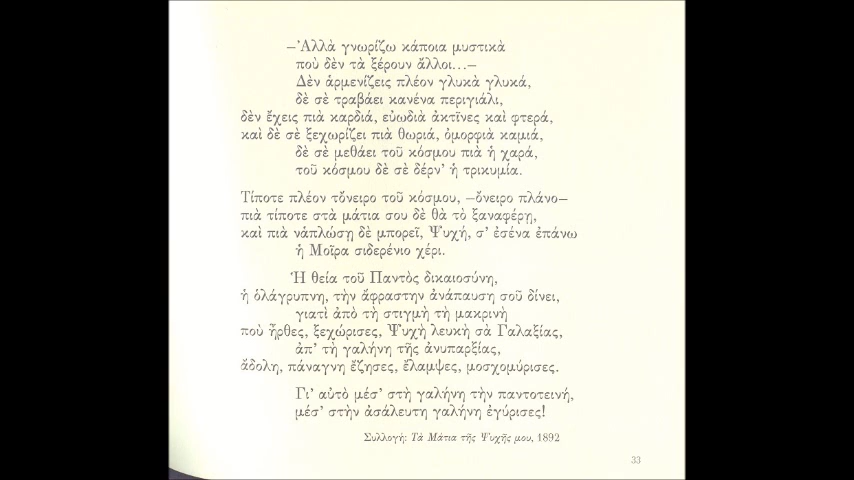 –Ἀλλὰ γνωρίζω κάποια μυστικὰ
ποὺ δὲν τὰ ξέρουν ἄλλοι...–
Δὲν ἁρμενίζεις πλέον γλυκὰ γλυκά,
δὲ σὲ τραβάει κανένα περιγιάλι,
δὲν ἔχεις πιὰ καρδιά, εὐωδιὰ ἀκτῖνες καὶ φτερά,
καὶ δὲ σὲ ξεχωρίζει πιὰ θωριά, ὀμορφιὰ καμιά,
δὲ σὲ μεθάει τοῦ κόσμου πιὰ ἡ χαρά,
τοῦ κόσμου δὲ σὲ δέρν' ἡ τρικυμία.
Τίποτε πλέον τὄνειρο τοῦ κόσμου, –ὄνειρο πλάνο–
πιὰ τίποτε στὰ μάτια σου δὲ θὰ τὸ ξαναφέρῃ,
καὶ πιὰ νἁπλώσῃ δὲ μπορεῖ, Ψυχή, σ' ἐσένα ἐπάνω
ἡ Μοῖρα σιδερένιο χέρι.
Ἡ θεία τοῦ Παντὸς δικαιοσύνη,
ἡ ὁλάγρυπνη, τὴν ἄφραστην ἀνάπαυση σοῦ δίνει,
γιατὶ ἀπὸ τὴ στιγμὴ τὴ μακρινὴ
ποὺ ἦρθες, ξεχώρισες, Ψυχὴ λευκὴ σὰ Γαλαξίας,
ἀπ' τὴ γαλήνη τῆς ἀνυπαρξίας,
ἄδολη, πάναγνη ἔζησες, ἔλαμψες, μοσχομύρισες.
Γι' αὐτὸ μέσ' στὴ γαλήνη τὴν παντοτεινή,
μέσ' στὴν ἀσάλευτη γαλήνη ἐγύρισες!
Συλλογή: Τὰ Μάτια τῆς Ψυχῆς μου, 1892
33